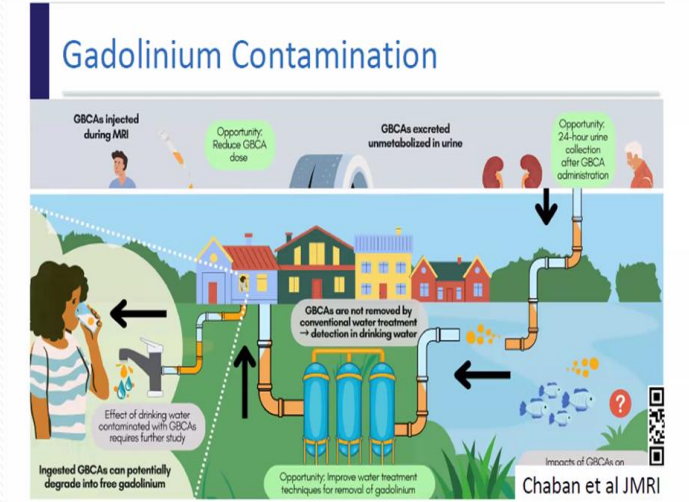 Gadolinium Contamination
GBCAs injected
during MRI
Opportunity:
Reduce GBCA
dose
GBCAs excreted
unmetabolized in urine
Opportunity:
24-hour urine
collection
after GBCA
administration
GBCAs are not removed by
conventional water treatment
→ detection in drinking water
Effect of drinking water
contaminated with GBCAs
requires further study
?
Ingested GBCAs can potentially
degrade into free gadolinium
Opportunity: Improve water treatment
techniques for removal of gadolinium
Impacts of GBCAs on
Chaban et al JMRI